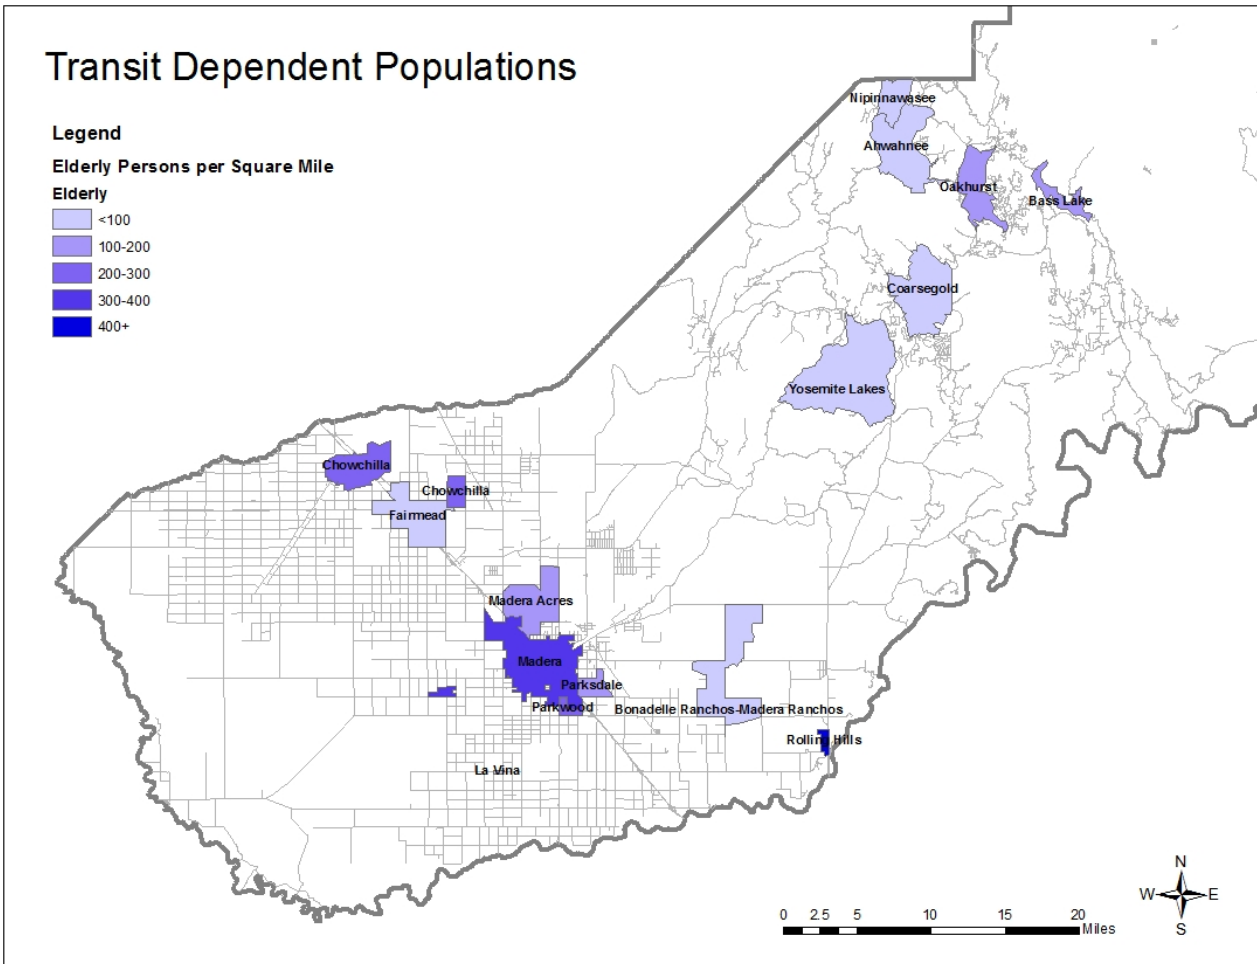 Transit Dependent Populations
Legend
Elderly Persons per Square Mile
Elderly
<100
100-200
200-300
300-400
400+
Nipinnawasee
Ahwahnee
Oakhurst
Bass Lake
Coarsegold
Yosemite Lakes
Chowchilla
Chowchilla
Fairmead
Madera Acres
Madera
Parksdale
Parkwood
Bonadelle Ranchos-Madera Ranchos
Rolling Hills
La Vina
N
W E
S
0 2.5 5 10 15 20
Miles